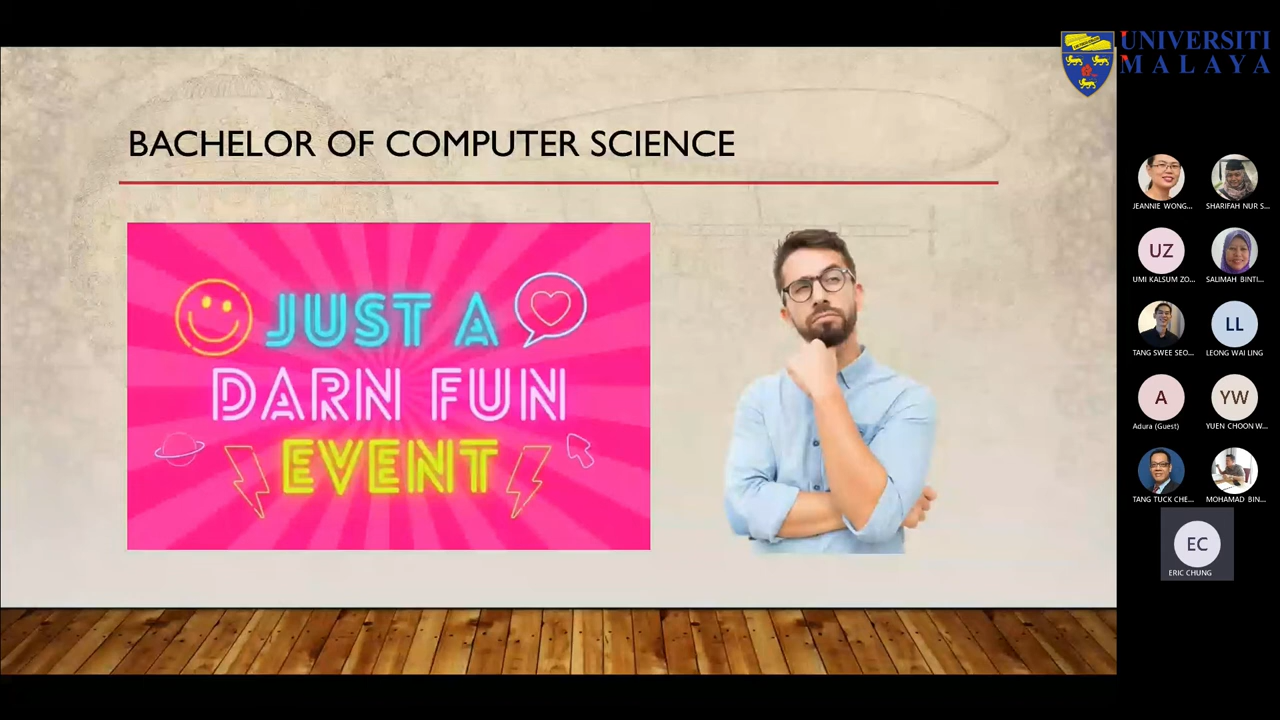 UNIVERSITI
MALAYA
BACHELOR OF COMPUTER SCIENCE
JUST A
DARN FUN
EVENT
JEANNIE WONG...
SHARIFAH NUR S...
UZ
UMI KALSUM ZO...
SALIMAH BINTI...
TANG SWEE SEO...
LL
LEONG WAI LING
A
Adura (Guest)
YW
YUEN CHOON W...
TANG TUCK CHE...
MOHAMAD BIN...
EC
ERIC CHUNG